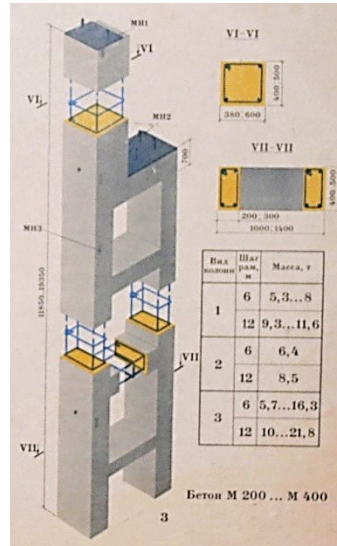 МН1
VI
VI
МН2
700
МН3
11850...19350
VII
VII
3
VI–VI
400; 500
380; 600
VII–VII
400; 500
200; 300
1000; 1400
Вид колонн Шаг рам, м Масса, т
1 6 5,3...8
12 9,3...11,6
2 6 6,4
12 8,5
3 6 5,7...16,3
12 10...21,8
Бетон М 200 ... М 400